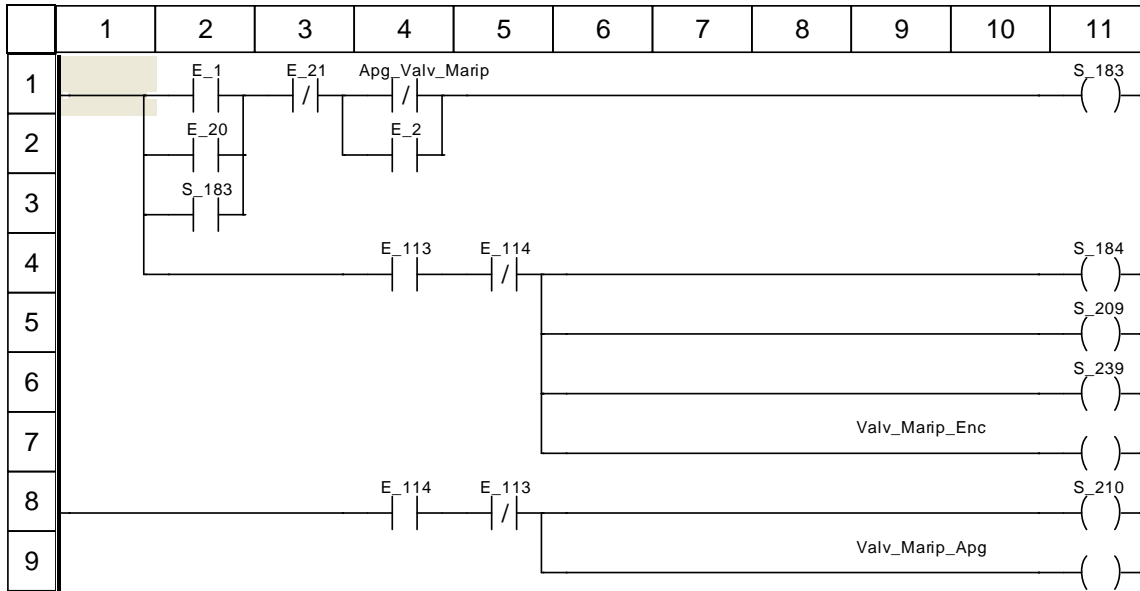 1 2 3 4 5 6 7 8 9 10 11
1 E_1 E_21 Apg_Valv_Marip S_183
2 E_20 E_2
3 S_183
4 E_113 E_114 S_184
5 S_209
6 S_239
7 Valv_Marip_Enc
8 E_114 E_113 S_210
9 Valv_Marip_Apg